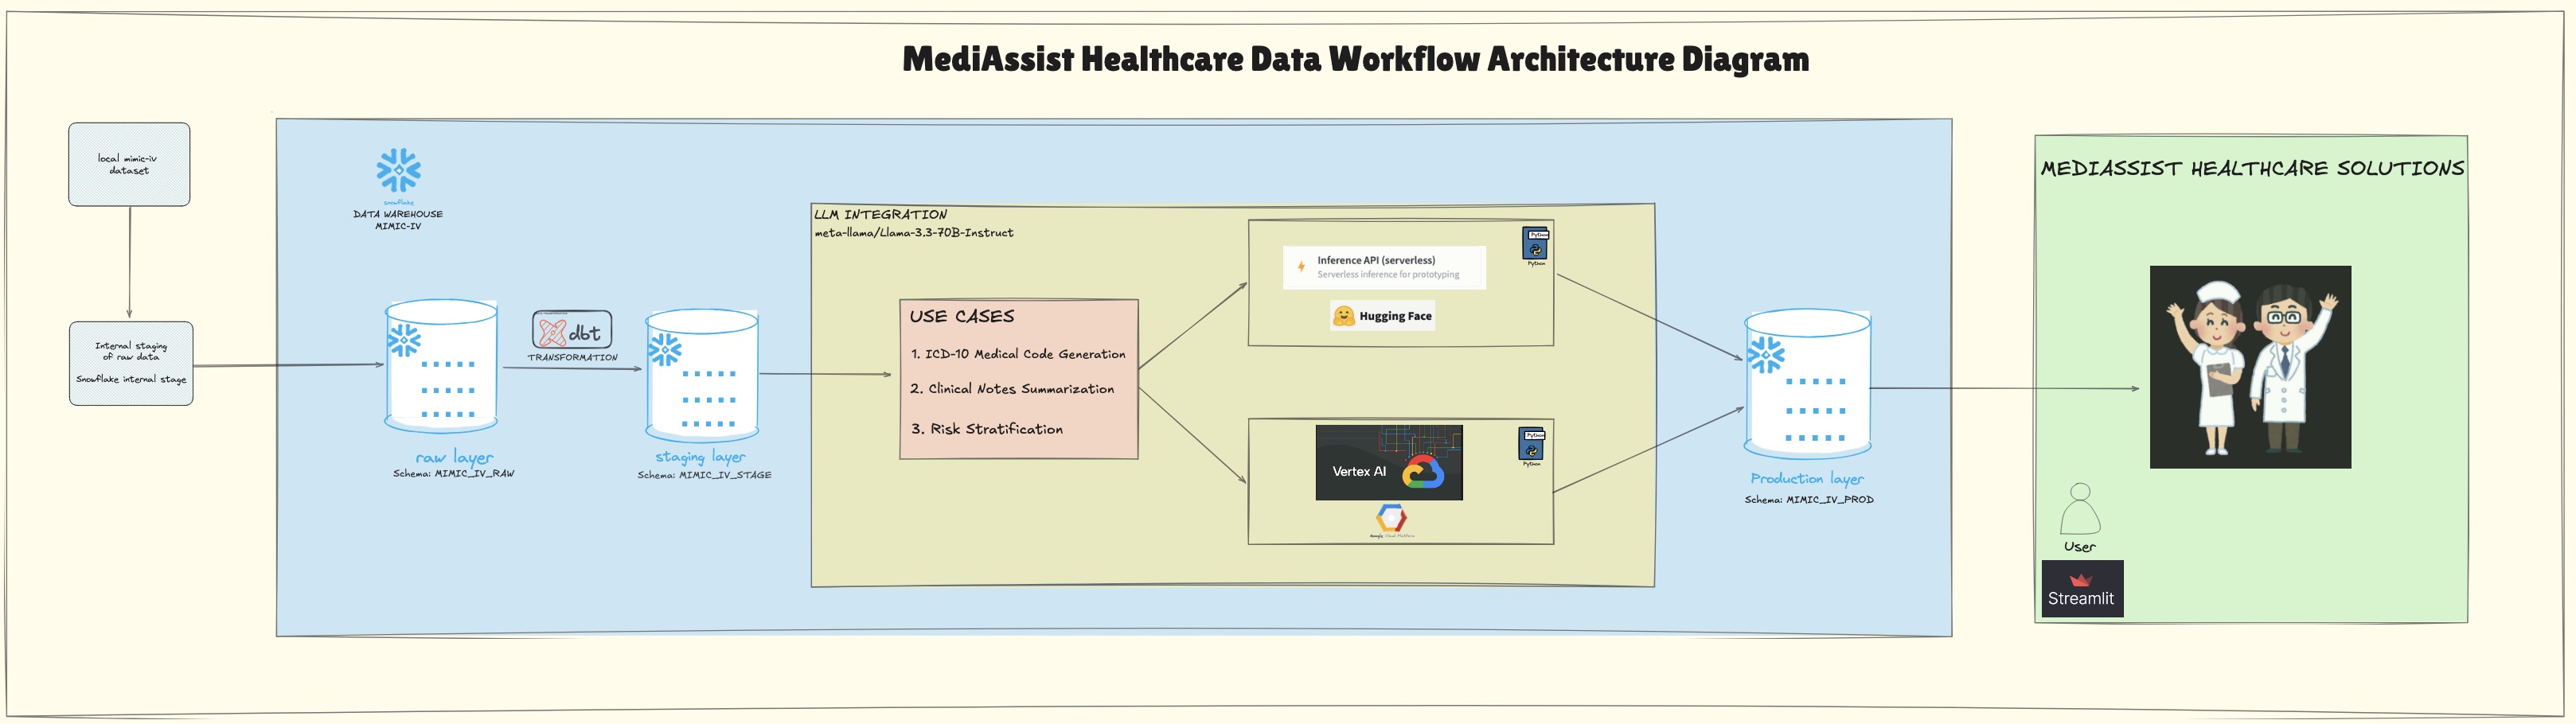 MediAssist Healthcare Data Workflow Architecture Diagram
local mimic-iv
dataset
Internal staging
of raw data
Snowflake internal stage
snowflake
DATA WAREHOUSE
MIMIC-IV
raw layer
Schema: MIMIC_IV_RAW
dbt
TRANSFORMATION
staging layer
Schema: MIMIC_IV_STAGE
LLM INTEGRATION
meta-llama/Llama-3.3-70B-Instruct
USE CASES
1. ICD-10 Medical Code Generation
2. Clinical Notes Summarization
3. Risk Stratification
Inference API (serverless)
Serverless inference for prototyping
Hugging Face
Python
Python
Vertex AI
Google Cloud Platform
Python
Python
Production layer
Schema: MIMIC_IV_PROD
MEDIASSIST HEALTHCARE SOLUTIONS
User
Streamlit